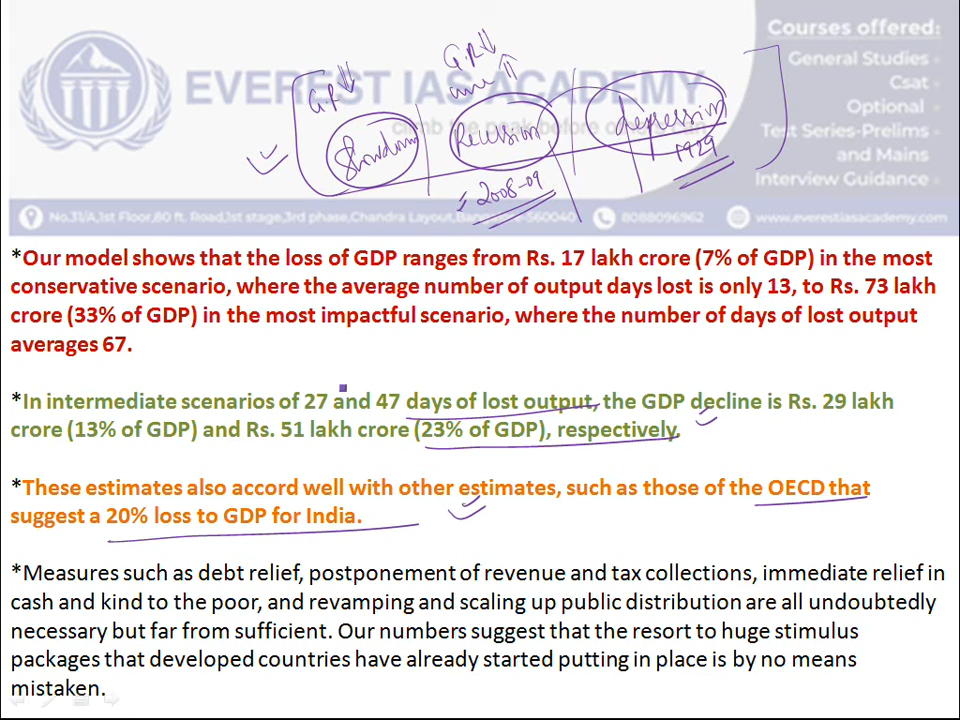 Courses offered:
General Studies
Csat
Optional
Test Series-Prelims
and Mains
Interview Guidance
EVEREST IAS ACADEMY
climb the peak before
G.R
G.R
Recession
depression
1929
2008-09
No.31/A,1st Floor,80 ft. Road,1st stage,3rd phase,Chandra Layout,
560040
8088096962
www.everestiasacademy.com
*Our model shows that the loss of GDP ranges from Rs. 17 lakh crore (7% of GDP) in the most
conservative scenario, where the average number of output days lost is only 13, to Rs. 73 lakh
crore (33% of GDP) in the most impactful scenario, where the number of days of lost output
averages 67.
*In intermediate scenarios of 27 and 47 days of lost output, the GDP decline is Rs. 29 lakh
crore (13% of GDP) and Rs. 51 lakh crore (23% of GDP), respectively.
*These estimates also accord well with other estimates, such as those of the OECD that
suggest a 20% loss to GDP for India.
*Measures such as debt relief, postponement of revenue and tax collections, immediate relief in
cash and kind to the poor, and revamping and scaling up public distribution are all undoubtedly
necessary but far from sufficient. Our numbers suggest that the resort to huge stimulus
packages that developed countries have already started putting in place is by no means
mistaken.